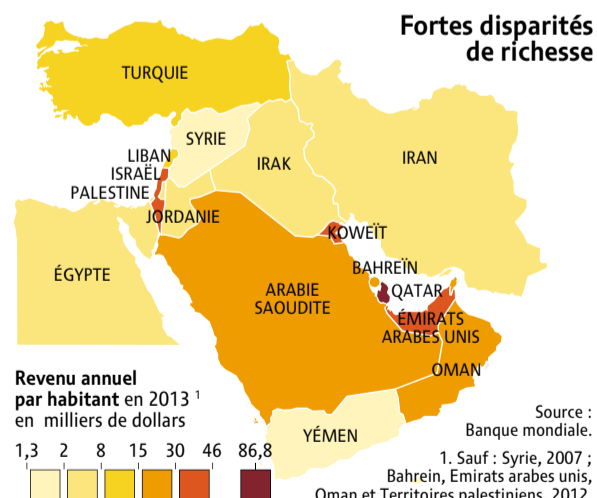 Fortes disparités
de richesse
TURQUIE
SYRIE
LIBAN
ISRAËL
PALESTINE
IRAK
IRAN
JORDANIE
KOWEÏT
ÉGYPTE
BAHREÏN
QATAR
ARABIE
SAOUDITE
ÉMIRATS
ARABES UNIS
OMAN
YÉMEN
Revenu annuel
par habitant en 2013 ¹
en milliers de dollars
1,3 2 8 15 30 46 86,8
Source :
Banque mondiale.
1. Sauf : Syrie, 2007 ;
Bahrein, Emirats arabes unis,
Oman et Territoires palestiniens, 2012.